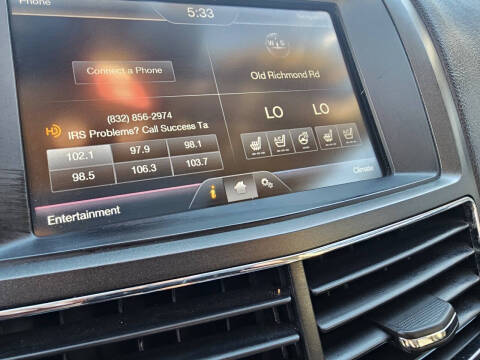 Phone
5:33
W S
Connect a Phone
Old Richmond Rd
(832) 856-2974
HD
IRS Problems? Call Success Ta
LO LO
102.1 97.9 98.1
98.5 106.3 103.7
i
Entertainment
Climate